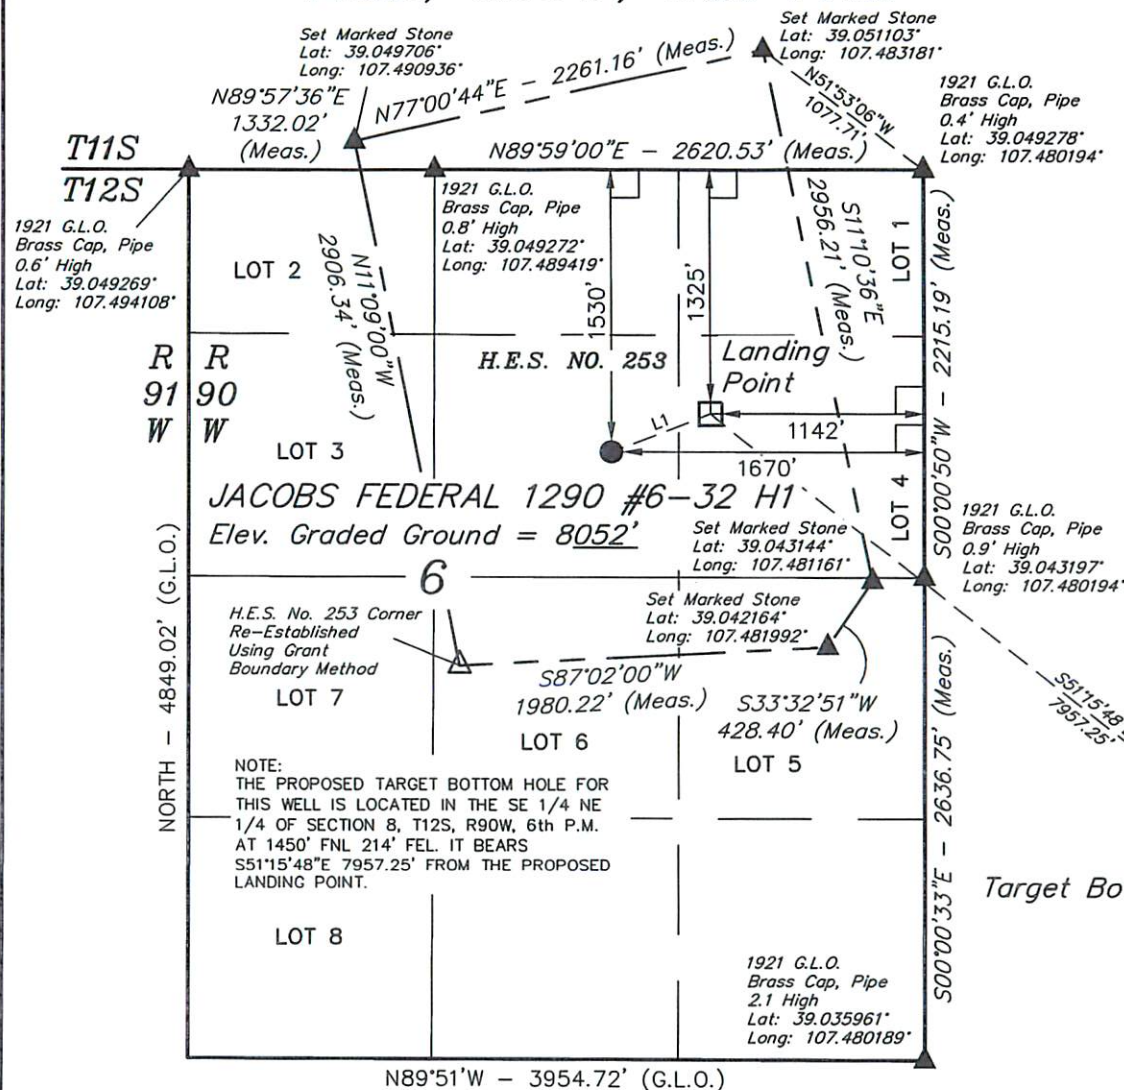 Set Marked Stone
Lat: 39.049706°
Long: 107.490936°
Set Marked Stone
Lat: 39.051103°
Long: 107.483181°
N89°57'36"E
1332.02'
(Meas.)
N77°00'44"E - 2261.16' (Meas.)
N51°53'06"W
1077.71'
1921 G.L.O.
Brass Cap, Pipe
0.4' High
Lat: 39.049278°
Long: 107.480194°
T11S
T12S
N89°59'00"E - 2620.53' (Meas.)
1921 G.L.O.
Brass Cap, Pipe
0.6' High
Lat: 39.049269°
Long: 107.494108°
1921 G.L.O.
Brass Cap, Pipe
0.8' High
Lat: 39.049272°
Long: 107.489419°
LOT 2
N11°09'00"W
2906.34' (Meas.)
1530'
1325'
S11°10'36"E
2956.21' (Meas.)
LOT 1
S00°00'50"W - 2215.19' (Meas.)
R R
91 90
W W
H.E.S. NO. 253
Landing
Point
L1
1142'
1670'
LOT 3
LOT 4
JACOBS FEDERAL 1290 #6-32 H1
Elev. Graded Ground = 8052'
Set Marked Stone
Lat: 39.043144°
Long: 107.481161°
1921 G.L.O.
Brass Cap, Pipe
0.9' High
Lat: 39.043197°
Long: 107.480194°
6
NORTH - 4849.02' (G.L.O.)
H.E.S. No. 253 Corner
Re-Established
Using Grant
Boundary Method
Set Marked Stone
Lat: 39.042164°
Long: 107.481992°
S87°02'00"W
1980.22' (Meas.)
S33°32'51"W
428.40' (Meas.)
S51°15'48"
7957.25'
LOT 7
LOT 6
LOT 5
NOTE:
THE PROPOSED TARGET BOTTOM HOLE FOR
THIS WELL IS LOCATED IN THE SE 1/4 NE
1/4 OF SECTION 8, T12S, R90W, 6th P.M.
AT 1450' FNL 214' FEL. IT BEARS
S51°15'48"E 7957.25' FROM THE PROPOSED
LANDING POINT.
S00°00'33"E - 2636.75' (Meas.)
Target Bo
LOT 8
1921 G.L.O.
Brass Cap, Pipe
2.1 High
Lat: 39.035961°
Long: 107.480189°
N89°51'W - 3954.72' (G.L.O.)